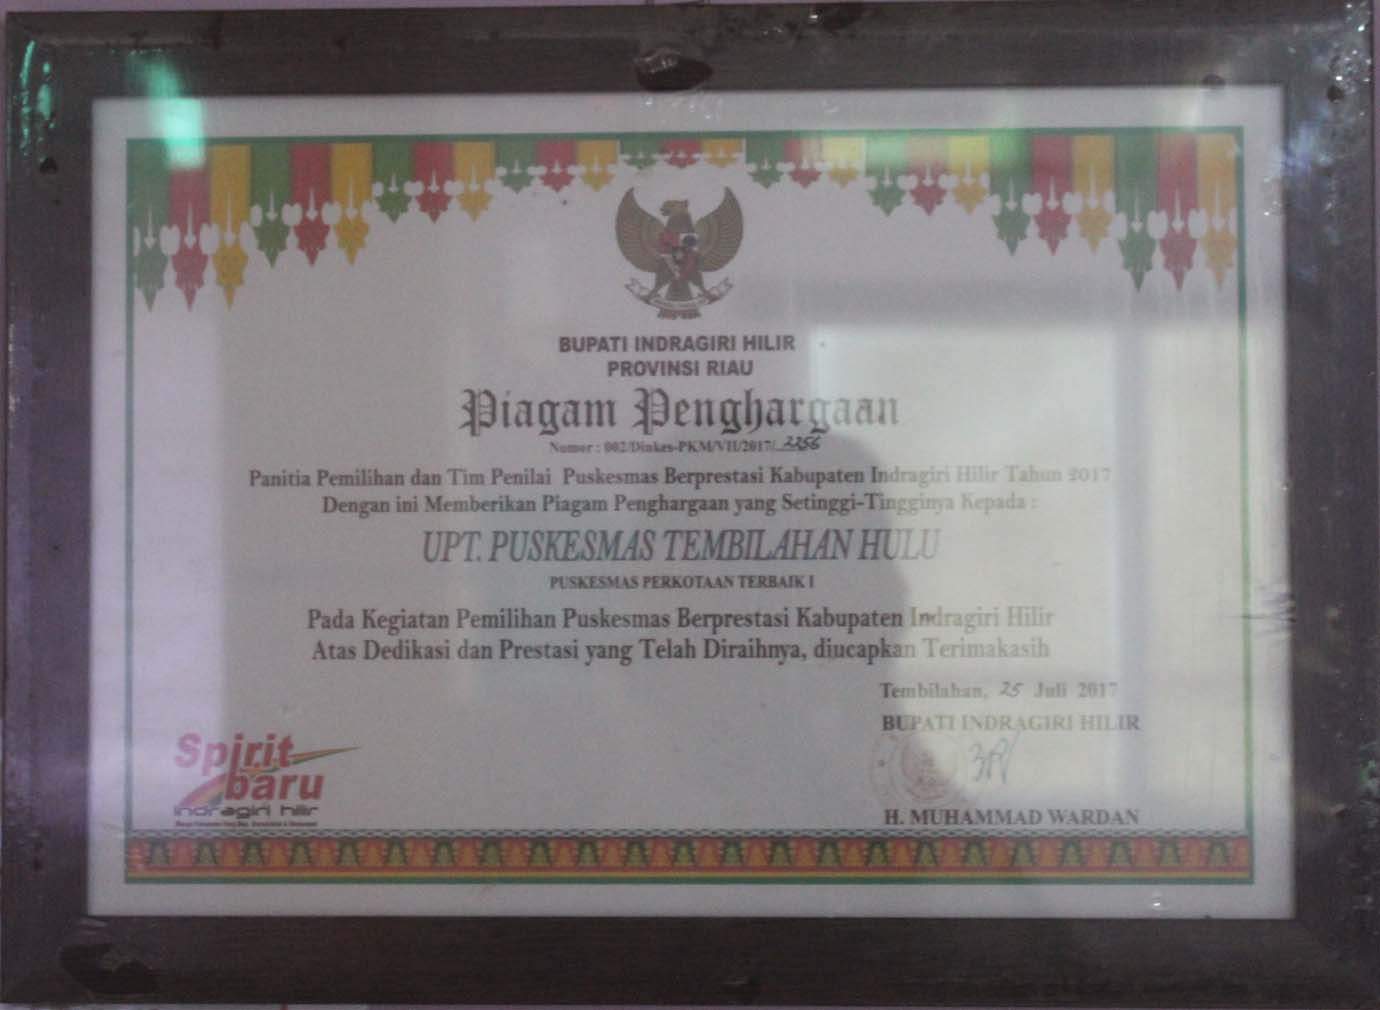 BUPATI INDRAGIRI HILIR
PROVINSI RIAU
Piagam Penghargaan
Nomor : 002/Dinkes-PKM/VII/2017/ 2256
Panitia Pemilihan dan Tim Penilai Puskesmas Berprestasi Kabupaten Indragiri Hilir Tahun 2017
Dengan ini Memberikan Piagam Penghargaan yang Setinggi-Tingginya Kepada :
UPT. PUSKESMAS TEMBILAHAN HULU
PUSKESMAS PERKOTAAN TERBAIK I
Pada Kegiatan Pemilihan Puskesmas Berprestasi Kabupaten Indragiri Hilir
Atas Dedikasi dan Prestasi yang Telah Diraihnya, diucapkan Terimakasih
Tembilahan, 25 Juli 2017
BUPATI INDRAGIRI HILIR
H. MUHAMMAD WARDAN
Spirit
baru
indragiri hilir